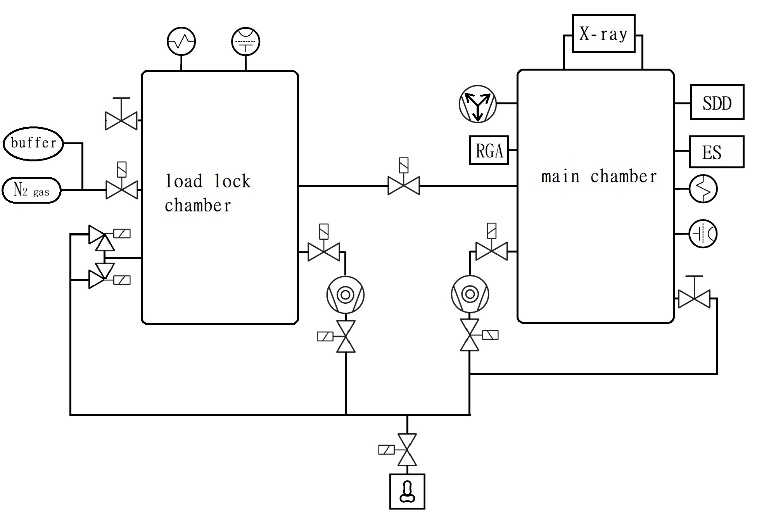 X-ray
SDD
buffer
RGA
ES
N2 gas
load lock
chamber
main chamber